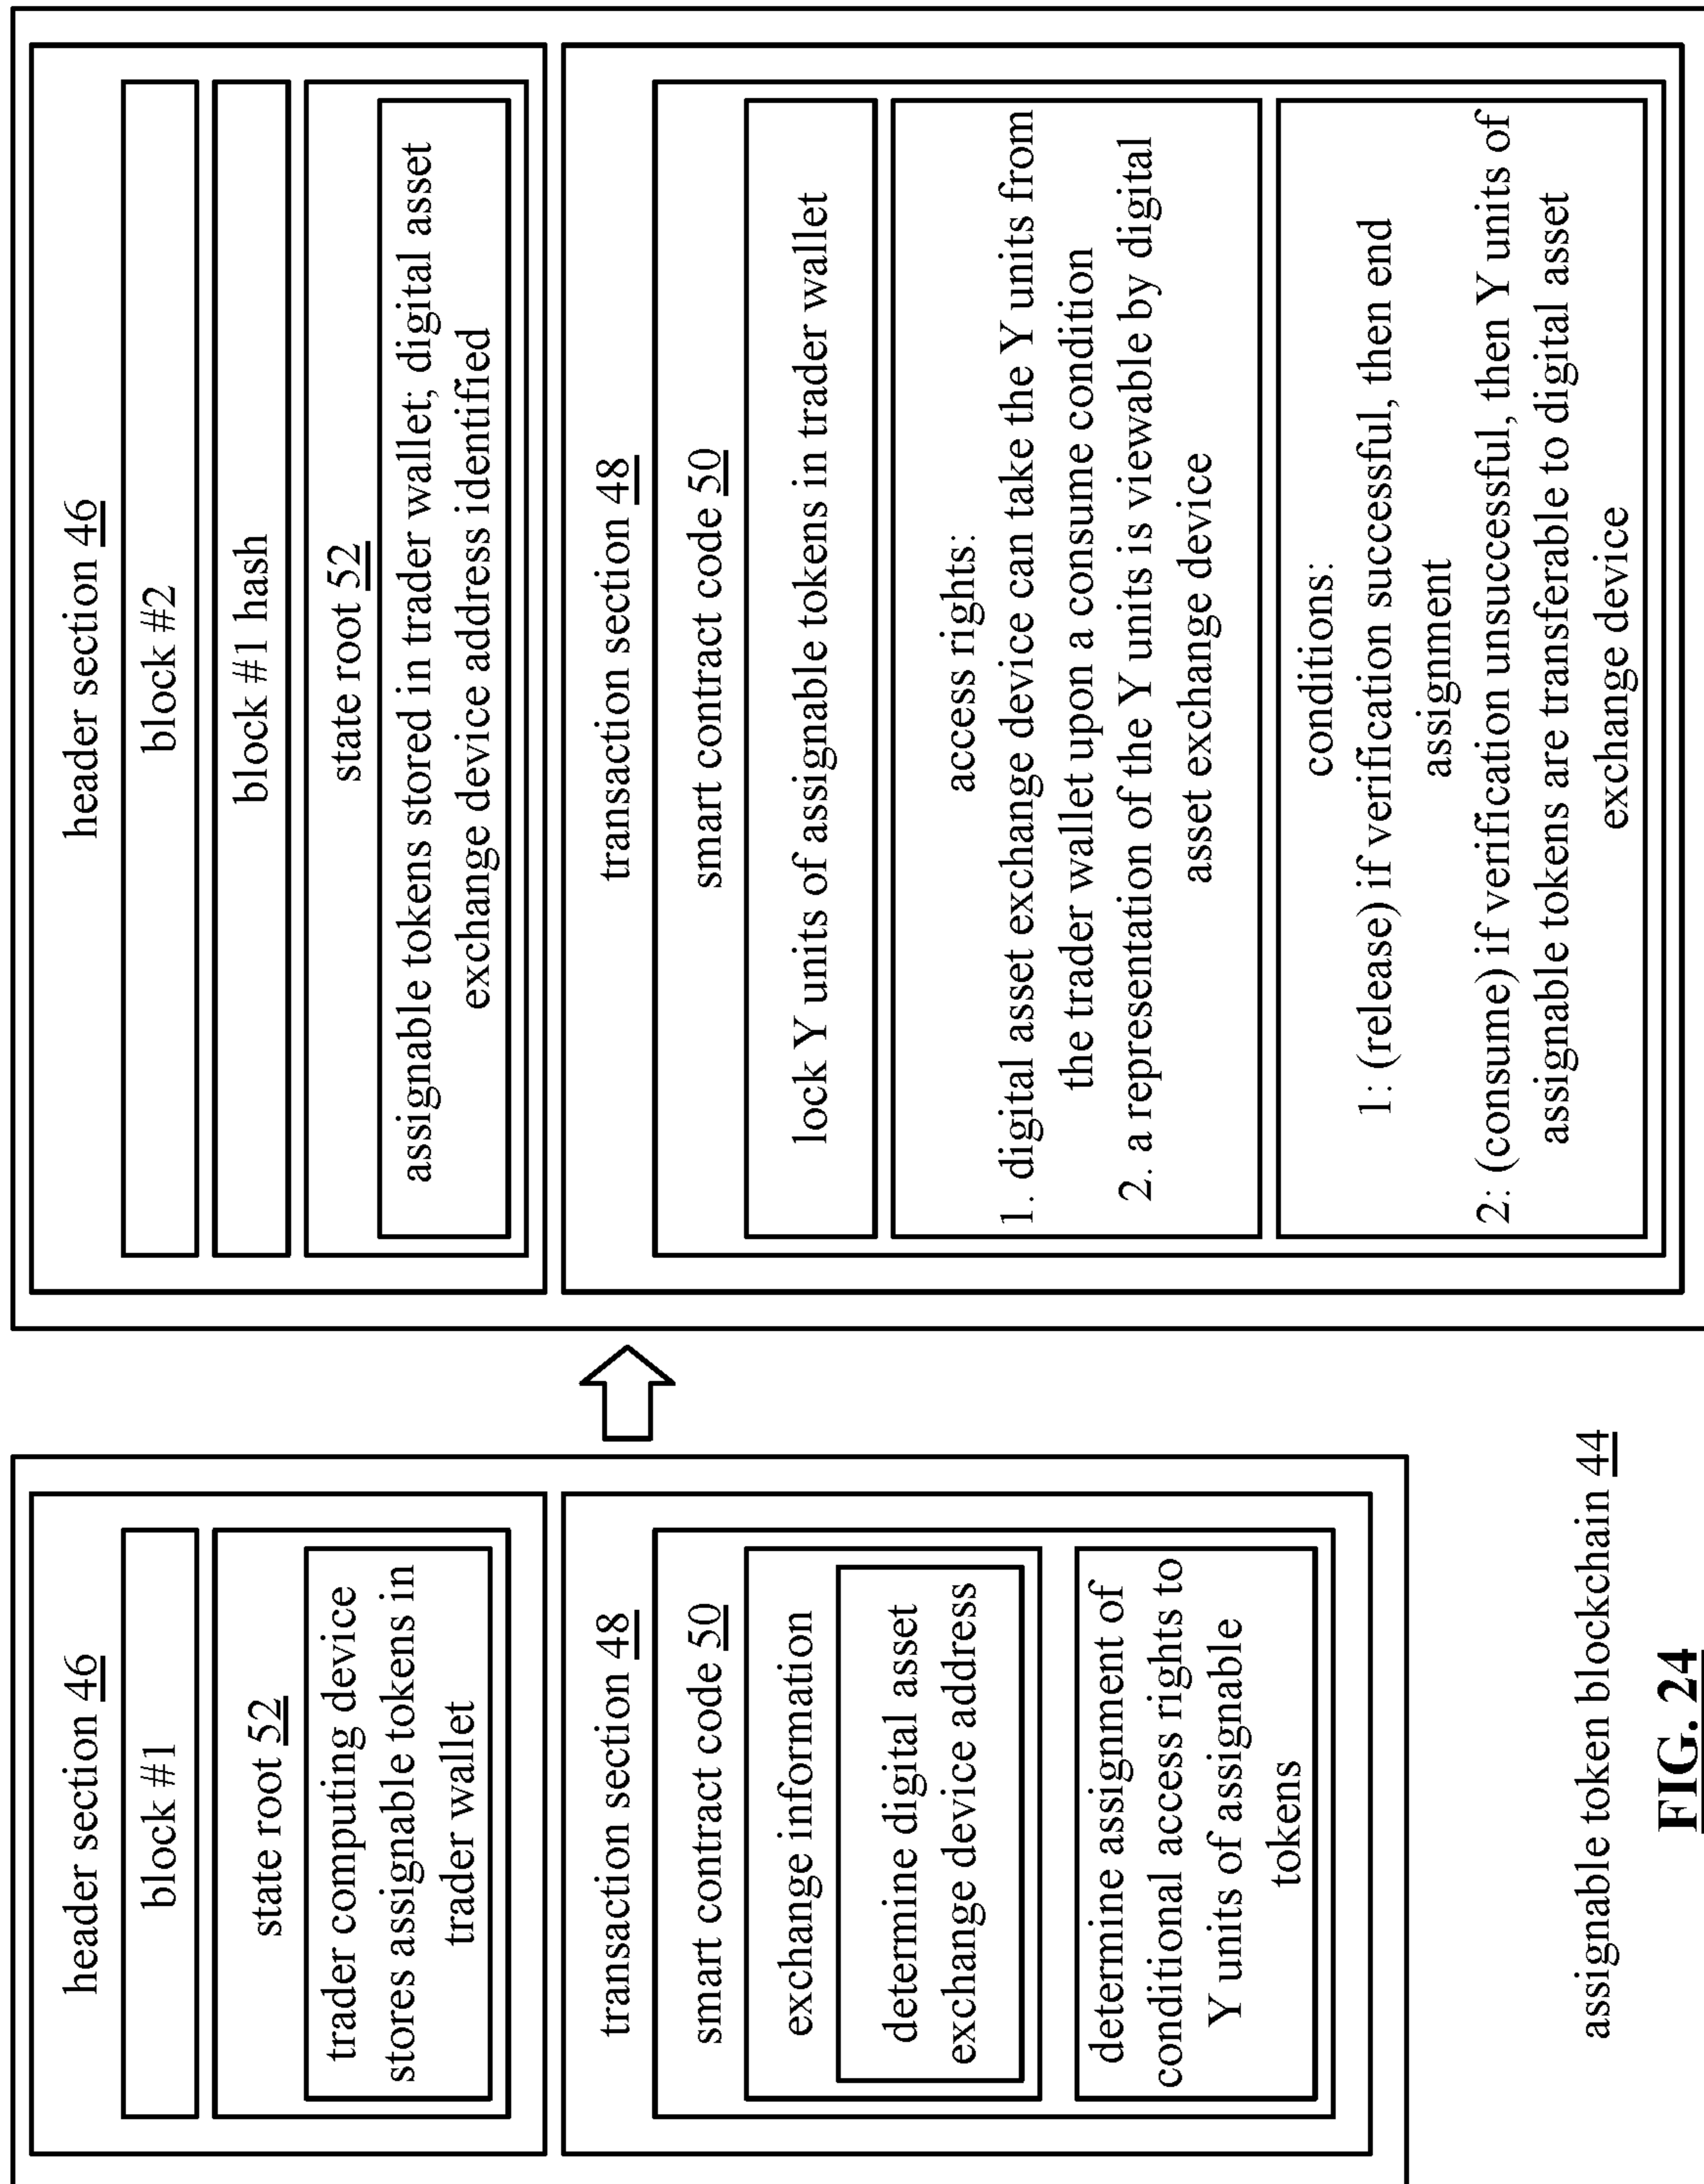 header section 46
block #1
state root 52
trader computing device
stores assignable tokens in
trader wallet
transaction section 48
smart contract code 50
exchange information
determine digital asset
exchange device address
determine assignment of
conditional access rights to
Y units of assignable
tokens
header section 46
block #2
block #1 hash
state root 52
assignable tokens stored in trader wallet; digital asset
exchange device address identified
transaction section 48
smart contract code 50
lock Y units of assignable tokens in trader wallet
access rights:
1. digital asset exchange device can take the Y units from
the trader wallet upon a consume condition
2. a representation of the Y units is viewable by digital
asset exchange device
conditions:
1: (release) if verification successful, then end
assignment
2: (consume) if verification unsuccessful, then Y units of
assignable tokens are transferable to digital asset
exchange device
assignable token blockchain 44
FIG. 24